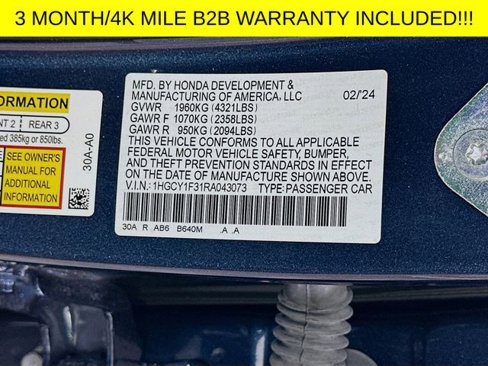 3 MONTH/4K MILE B2B WARRANTY INCLUDED!!!
MFD. BY HONDA DEVELOPMENT &
MANUFACTURING OF AMERICA, LLC 02/24
GVWR 1960KG (4321LBS)
GAWR F 1070KG (2358LBS)
GAWR R 950KG (2094LBS)
THIS VEHICLE CONFORMS TO ALL APPLICABLE
FEDERAL MOTOR VEHICLE SAFETY, BUMPER,
AND THEFT PREVENTION STANDARDS IN EFFECT
ON THE DATE OF MANUFACTURE SHOWN ABOVE.
V.I.N.: 1HGCY1F31RA043073 TYPE: PASSENGER CAR
30A R AB6 B640M .A .A
FORMATION
2 REAR 3
385kg or 850lbs.
SEE OWNER'S
MANUAL FOR
ADDITIONAL
INFORMATION
30A-A0